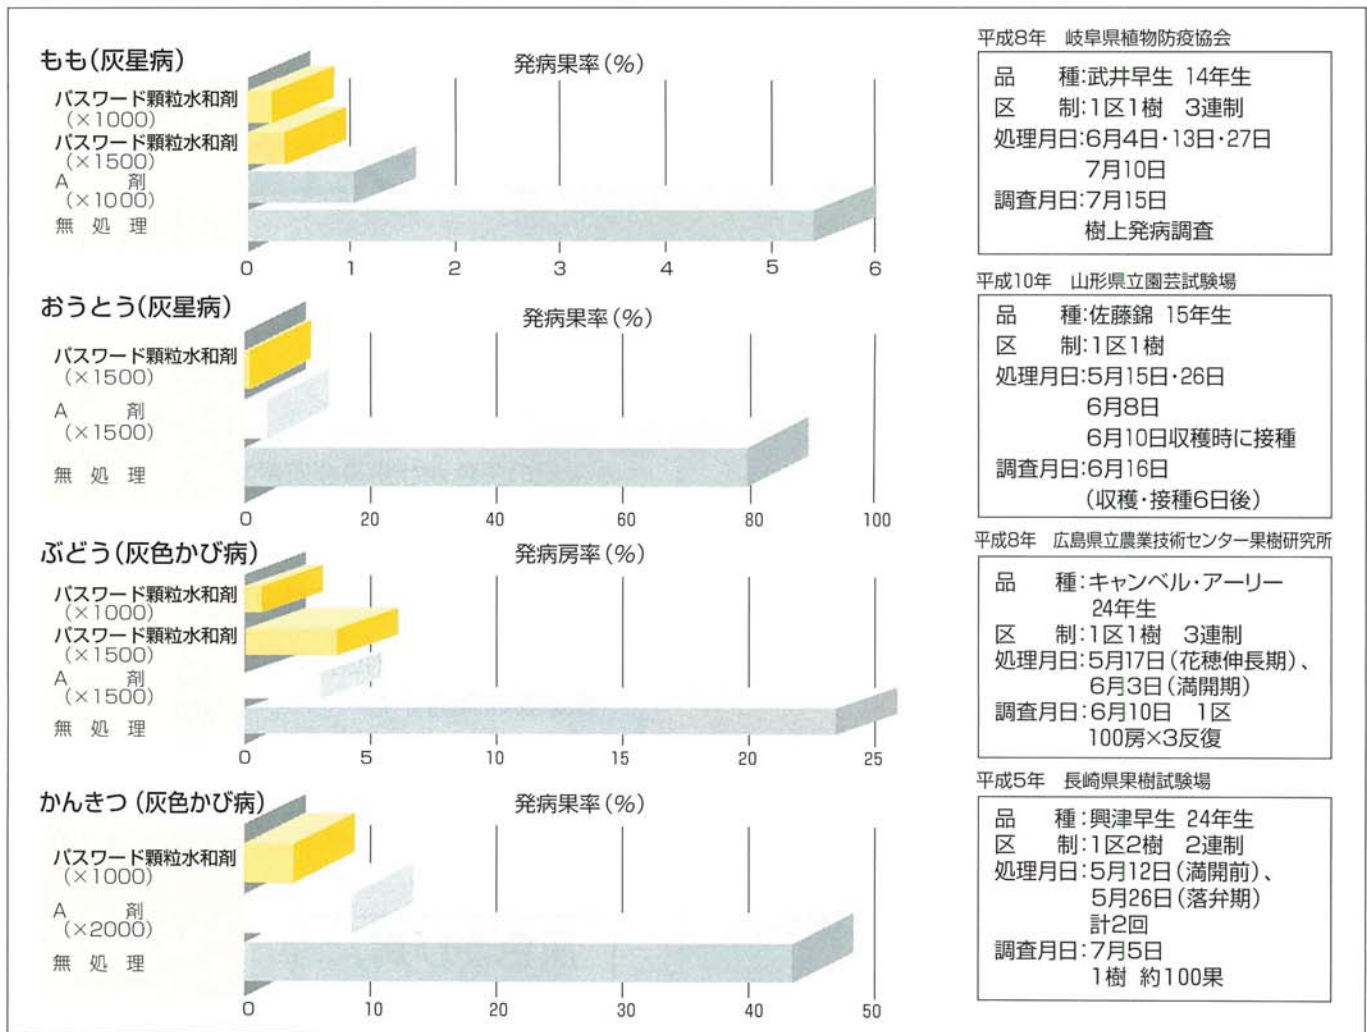 もも(灰星病)
発病果率(%)
パスワード顆粒水和剤
(×1000)
パスワード顆粒水和剤
(×1500)
A 剤
(×1000)
無 処 理
0 1 2 3 4 5 6
平成8年 岐阜県植物防疫協会
品 種:武井早生 14年生
区 制:1区1樹 3連制
処理月日:6月4日・13日・27日
7月10日
調査月日:7月15日
樹上発病調査
おうとう(灰星病)
発病果率(%)
パスワード顆粒水和剤
(×1500)
A 剤
(×1500)
無 処 理
0 20 40 60 80 100
平成10年 山形県立園芸試験場
品 種:佐藤錦 15年生
区 制:1区1樹
処理月日:5月15日・26日
6月8日
6月10日収穫時に接種
調査月日:6月16日
(収穫・接種6日後)
ぶどう(灰色かび病)
発病房率(%)
パスワード顆粒水和剤
(×1000)
パスワード顆粒水和剤
(×1500)
A 剤
(×1500)
無 処 理
0 5 10 15 20 25
平成8年 広島県立農業技術センター果樹研究所
品 種:キャンベル・アーリー
24年生
区 制:1区1樹 3連制
処理月日:5月17日(花穂伸長期)、
6月3日(満開期)
調査月日:6月10日 1区
100房×3反復
かんきつ(灰色かび病)
発病果率(%)
パスワード顆粒水和剤
(×1000)
A 剤
(×2000)
無 処 理
0 10 20 30 40 50
平成5年 長崎県果樹試験場
品 種:興津早生 24年生
区 制:1区2樹 2連制
処理月日:5月12日(満開前)、
5月26日(落弁期)
計2回
調査月日:7月5日
1樹 約100果